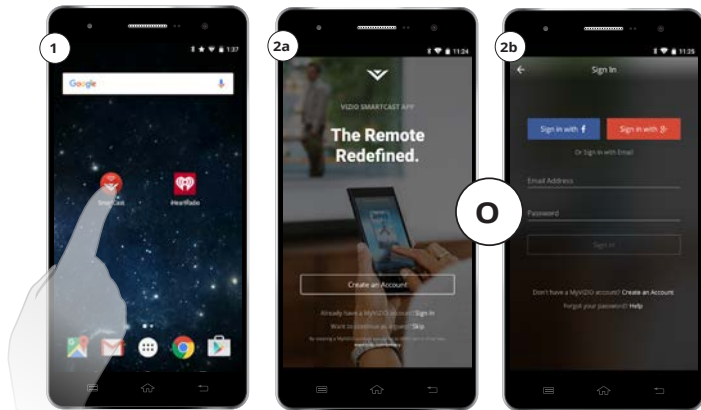 1
1:37
Google
SmartCast
iHeartRadio
2a
11:24
VIZIO SMARTCAST APP
The Remote
Redefined.
Create an Account
Already have a MyVIZIO account? Sign In
Want to continue as a guest? Skip
O
2b
11:25
Sign In
Sign in with f
Sign in with g+
Or Sign In with Email
Email Address
Password
Sign In
Don't have a MyVIZIO account? Create an Account
Forgot your password? Help